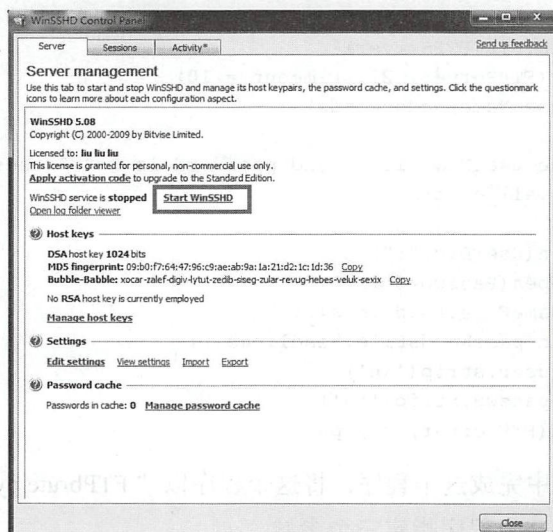 WinSSHD Control Panel
Server
Sessions
Activity*
Send us feedback
Server management
Use this tab to start and stop WinSSHD and manage its host keypairs, the password cache, and settings. Click the questionmark
icons to learn more about each configuration aspect.
WinSSHD 5.08
Copyright (C) 2000-2009 by Bitvise Limited.
Licensed to: liu liu liu
This license is granted for personal, non-commercial use only.
Apply activation code to upgrade to the Standard Edition.
WinSSHD service is stopped Start WinSSHD
Open log folder viewer
Host keys
DSA host key 1024 bits
MD5 fingerprint: 09:b0:f7:64:47:96:c9:ae:ab:9a:1a:21:d2:1c:1d:36 Copy
Bubble-Babble: xocar-zalef-digiv-lytut-zedib-siseg-zular-revug-hebes-veluk-sexix Copy
No RSA host key is currently employed
Manage host keys
Settings
Edit settings View settings Import Export
Password cache
Passwords in cache: 0 Manage password cache
Close